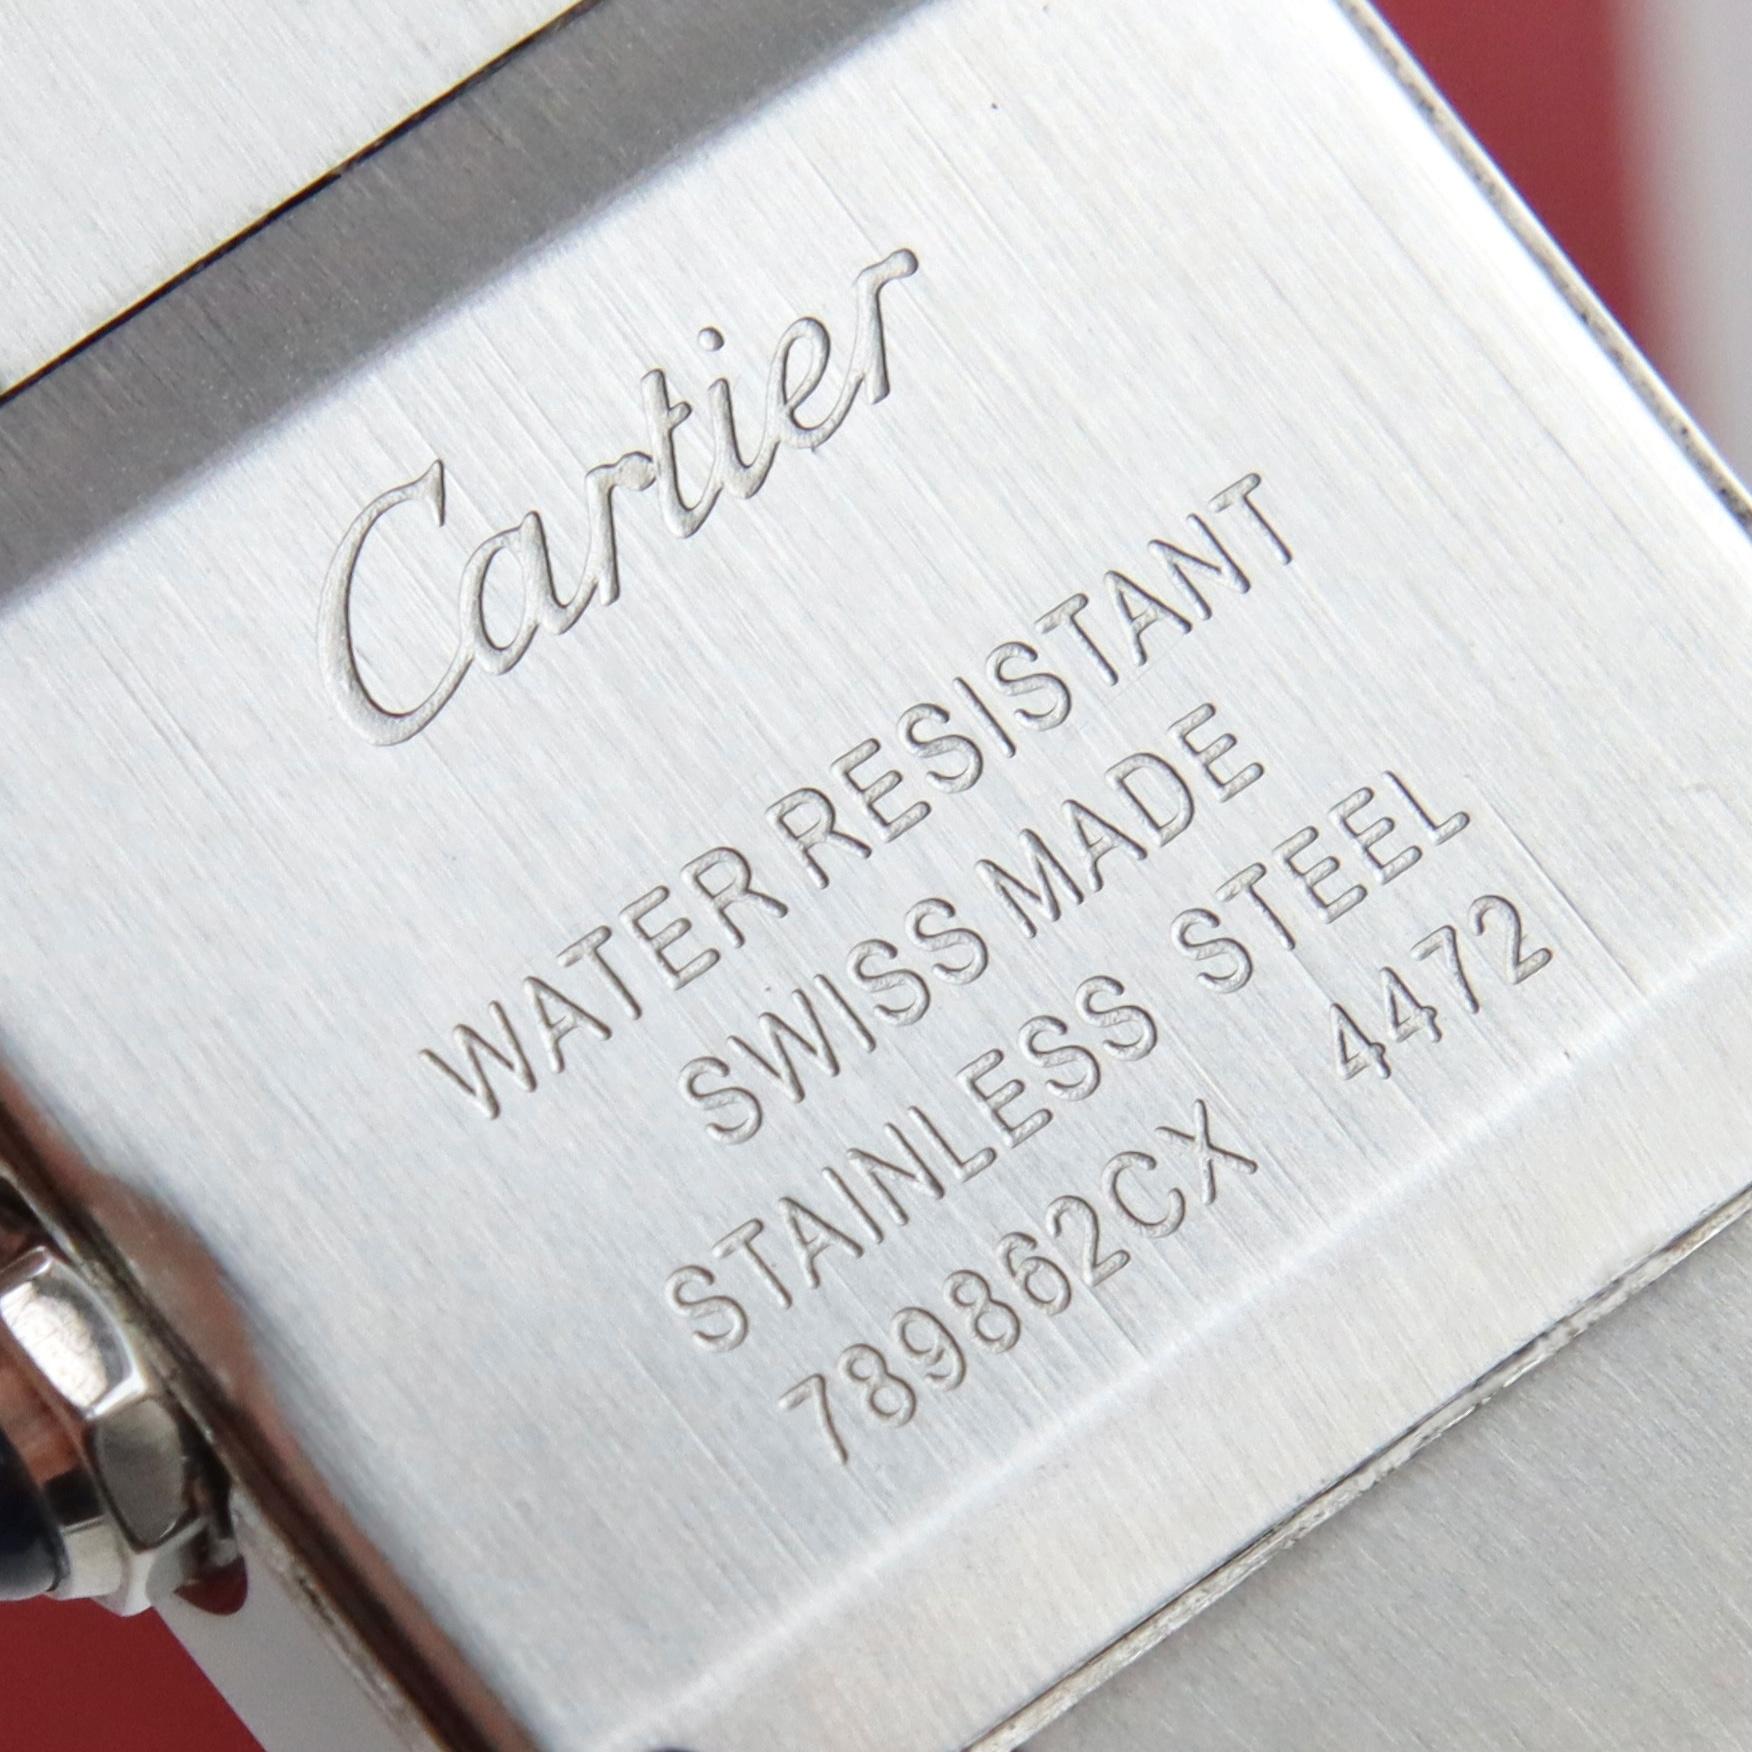 Cartier
WATER RESISTANT
SWISS MADE
STAINLESS STEEL
789862CX 4472